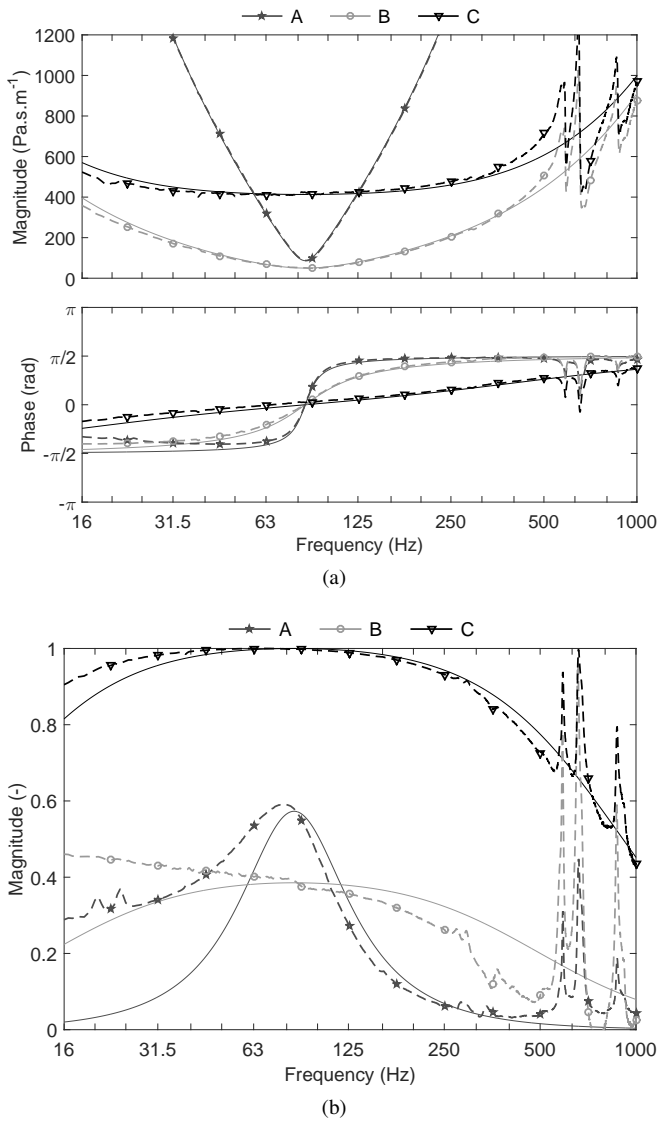 A B C
1200
1000
800
600
400
200
0
Magnitude (Pa.s.m⁻¹)
π
π/2
0
-π/2
-π
Phase (rad)
16 31.5 63 125 250 500 1000
Frequency (Hz)
(a)
A B C
1
0.8
0.6
0.4
0.2
0
Magnitude (-)
16 31.5 63 125 250 500 1000
Frequency (Hz)
(b)